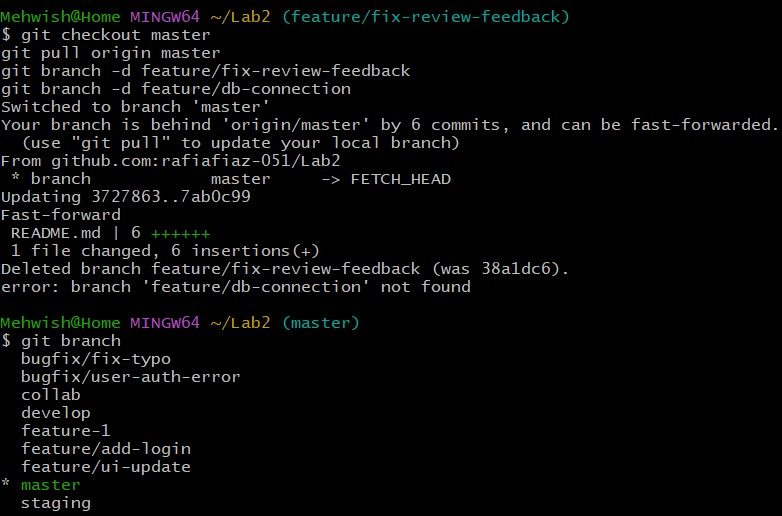 Mehwish@Home MINGW64 ~/Lab2 (feature/fix-review-feedback)
$ git checkout master
git pull origin master
git branch -d feature/fix-review-feedback
git branch -d feature/db-connection
Switched to branch 'master'
Your branch is behind 'origin/master' by 6 commits, and can be fast-forwarded.
  (use "git pull" to update your local branch)
From github.com:rafiafiaz-051/Lab2
 * branch            master     -> FETCH_HEAD
Updating 3727863..7ab0c99
Fast-forward
 README.md | 6 ++++++
 1 file changed, 6 insertions(+)
Deleted branch feature/fix-review-feedback (was 38a1dc6).
error: branch 'feature/db-connection' not found
Mehwish@Home MINGW64 ~/Lab2 (master)
$ git branch
  bugfix/fix-typo
  bugfix/user-auth-error
  collab
  develop
  feature-1
  feature/add-login
  feature/ui-update
* master
  staging